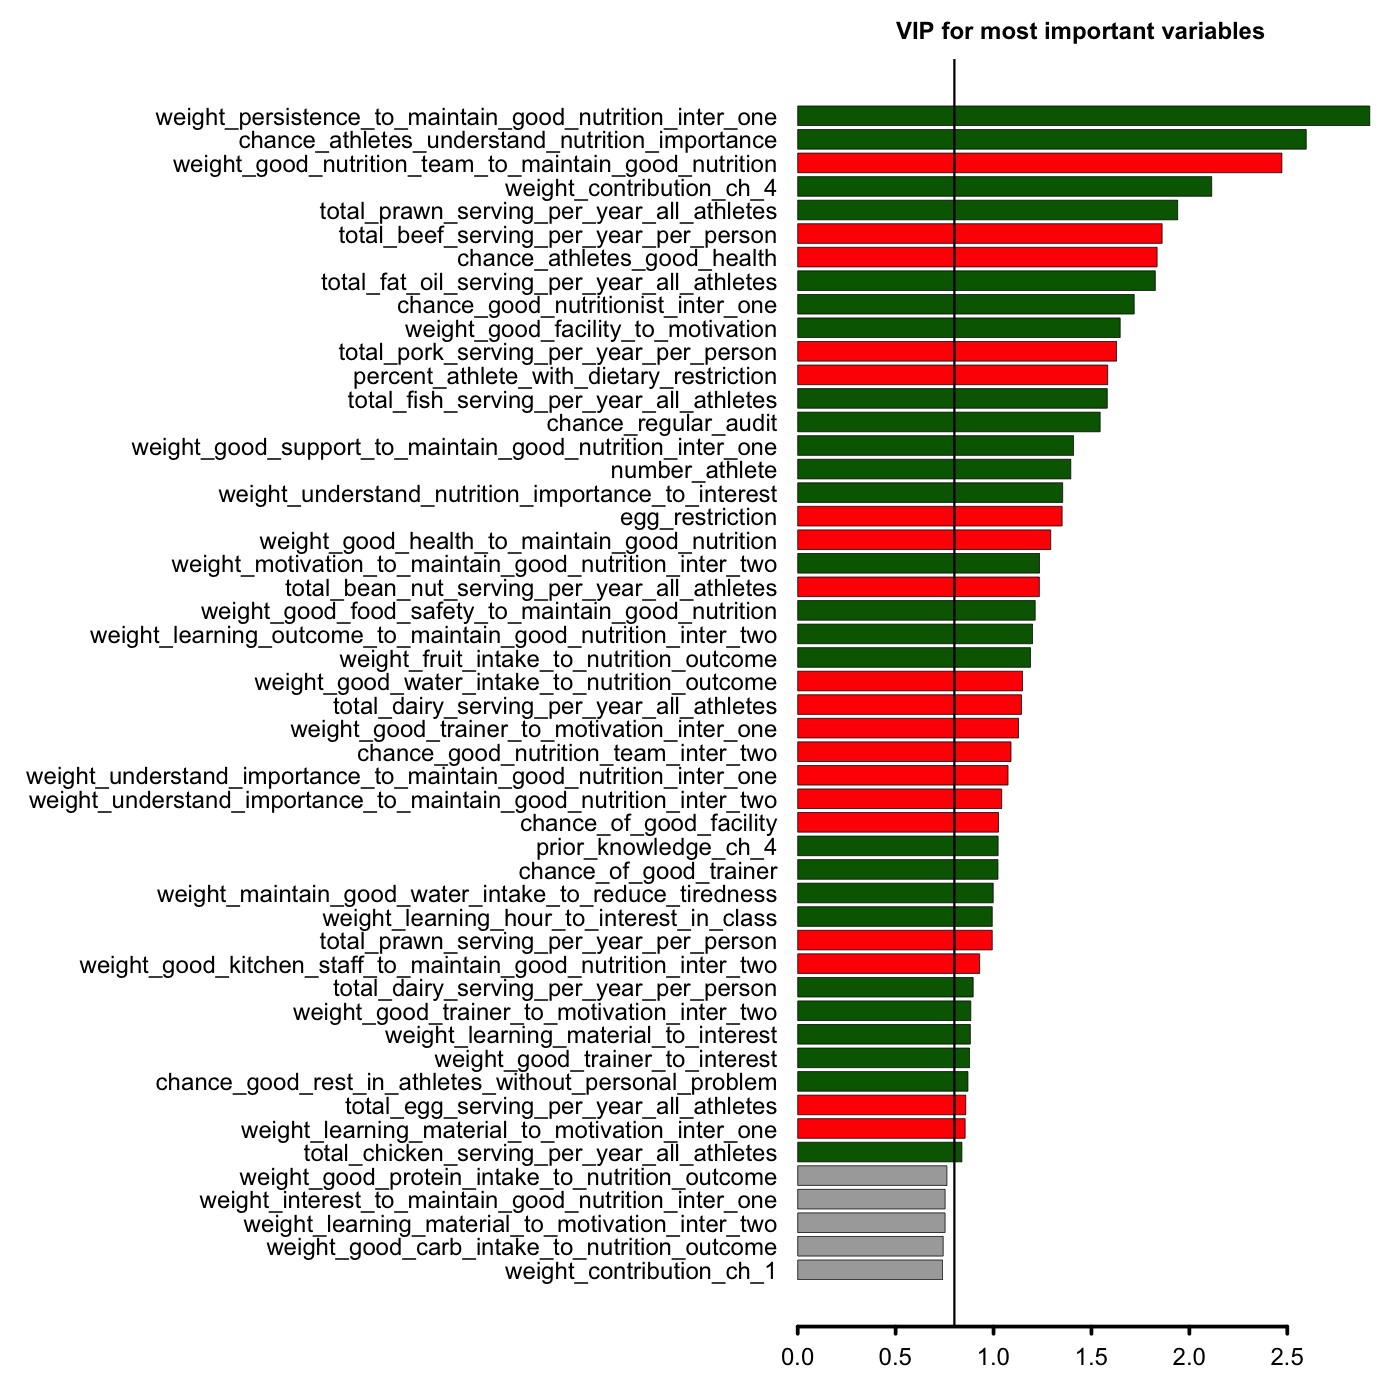 VIP for most important variables
weight_persistence_to_maintain_good_nutrition_inter_one
chance_athletes_understand_nutrition_importance
weight_good_nutrition_team_to_maintain_good_nutrition
weight_contribution_ch_4
total_prawn_serving_per_year_all_athletes
total_beef_serving_per_year_per_person
chance_athletes_good_health
total_fat_oil_serving_per_year_all_athletes
chance_good_nutritionist_inter_one
weight_good_facility_to_motivation
total_pork_serving_per_year_per_person
percent_athlete_with_dietary_restriction
total_fish_serving_per_year_all_athletes
chance_regular_audit
weight_good_support_to_maintain_good_nutrition_inter_one
number_athlete
weight_understand_nutrition_importance_to_interest
egg_restriction
weight_good_health_to_maintain_good_nutrition
weight_motivation_to_maintain_good_nutrition_inter_two
total_bean_nut_serving_per_year_all_athletes
weight_good_food_safety_to_maintain_good_nutrition
weight_learning_outcome_to_maintain_good_nutrition_inter_two
weight_fruit_intake_to_nutrition_outcome
weight_good_water_intake_to_nutrition_outcome
total_dairy_serving_per_year_all_athletes
weight_good_trainer_to_motivation_inter_one
chance_good_nutrition_team_inter_two
weight_understand_importance_to_maintain_good_nutrition_inter_one
weight_understand_importance_to_maintain_good_nutrition_inter_two
chance_of_good_facility
prior_knowledge_ch_4
chance_of_good_trainer
weight_maintain_good_water_intake_to_reduce_tiredness
weight_learning_hour_to_interest_in_class
total_prawn_serving_per_year_per_person
weight_good_kitchen_staff_to_maintain_good_nutrition_inter_two
total_dairy_serving_per_year_per_person
weight_good_trainer_to_motivation_inter_two
weight_learning_material_to_interest
weight_good_trainer_to_interest
chance_good_rest_in_athletes_without_personal_problem
total_egg_serving_per_year_all_athletes
weight_learning_material_to_motivation_inter_one
total_chicken_serving_per_year_all_athletes
weight_good_protein_intake_to_nutrition_outcome
weight_interest_to_maintain_good_nutrition_inter_one
weight_learning_material_to_motivation_inter_two
weight_good_carb_intake_to_nutrition_outcome
weight_contribution_ch_1
0.0 0.5 1.0 1.5 2.0 2.5